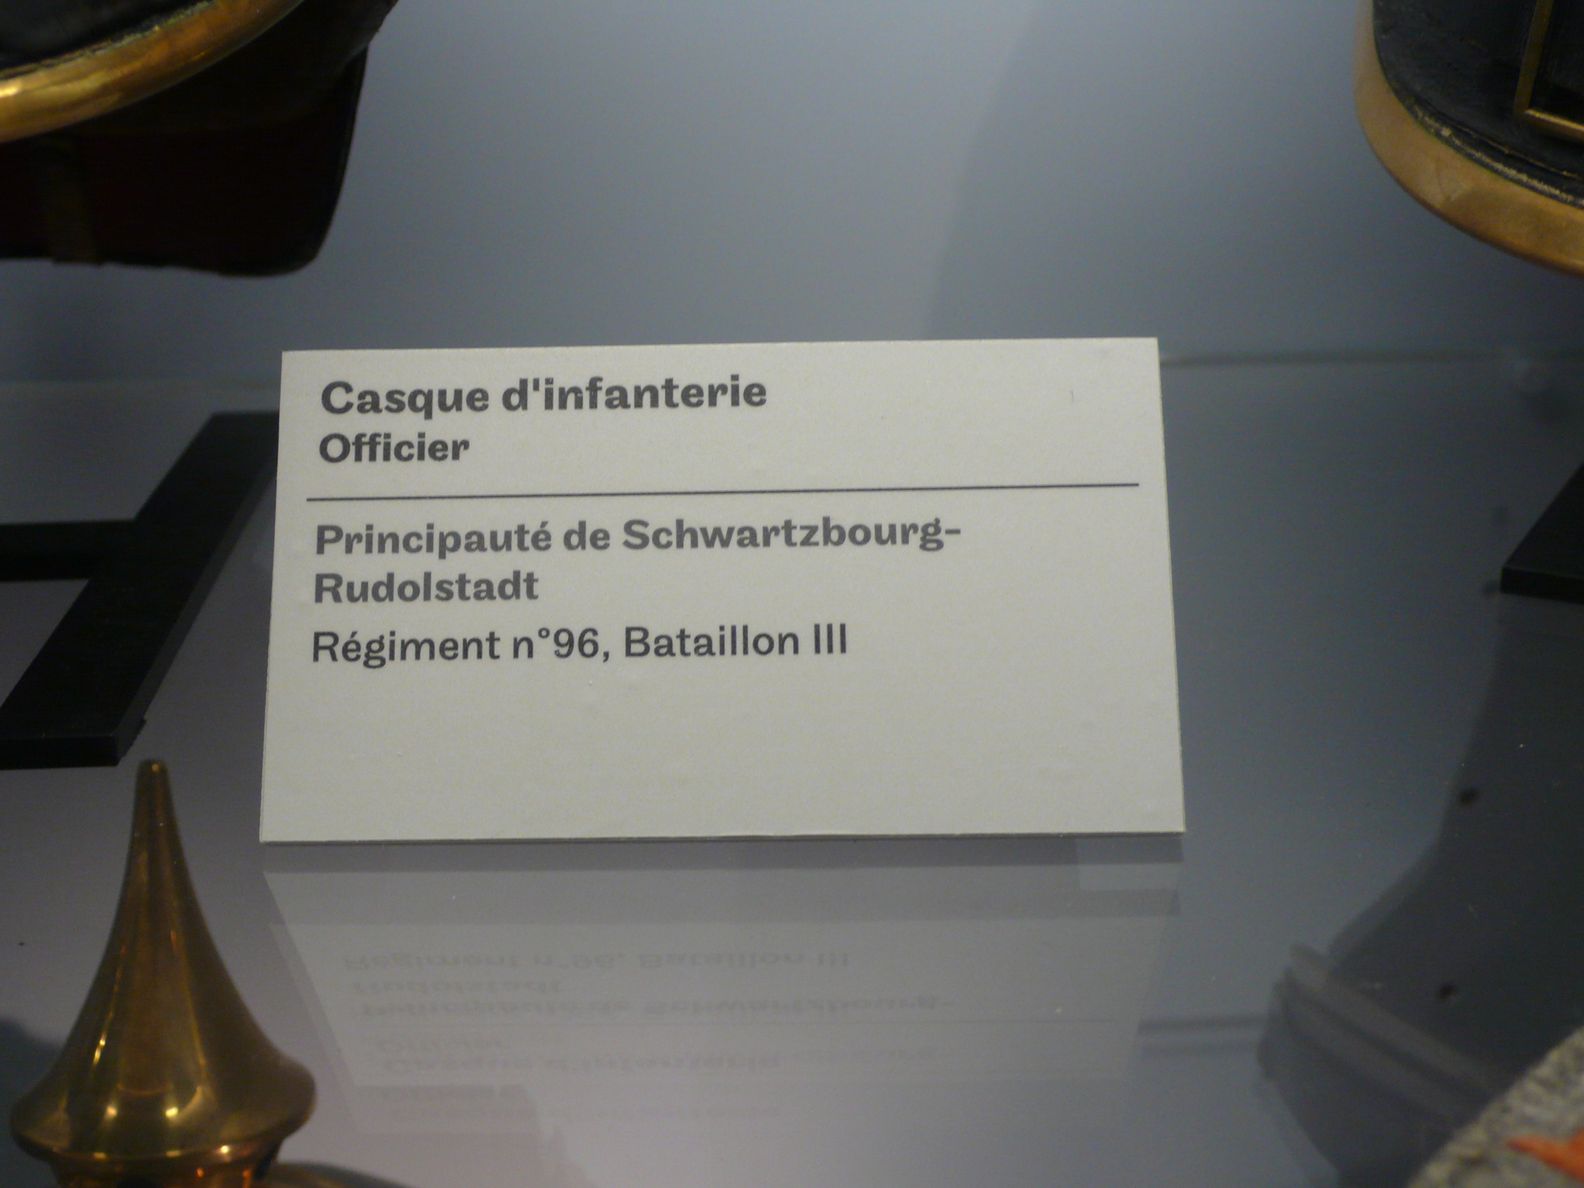 Casque d'infanterie
Officier
Principauté de Schwartzbourg-
Rudolstadt
Régiment n°96, Bataillon III